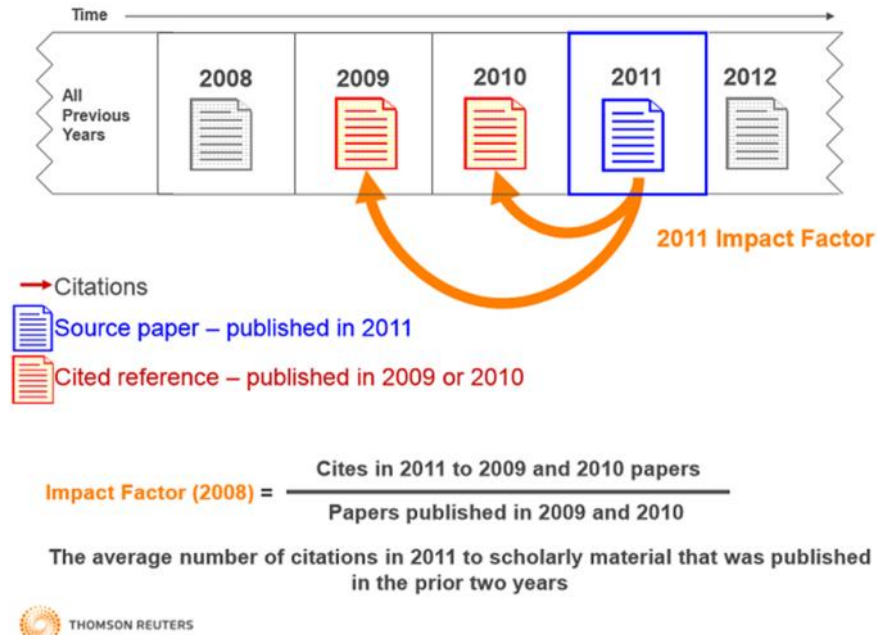 Time
All
Previous
Years
2008
2009
2010
2011
2012
2011 Impact Factor
Citations
Source paper – published in 2011
Cited reference – published in 2009 or 2010
Impact Factor (2008) =
Cites in 2011 to 2009 and 2010 papers
Papers published in 2009 and 2010
The average number of citations in 2011 to scholarly material that was published
in the prior two years
THOMSON REUTERS